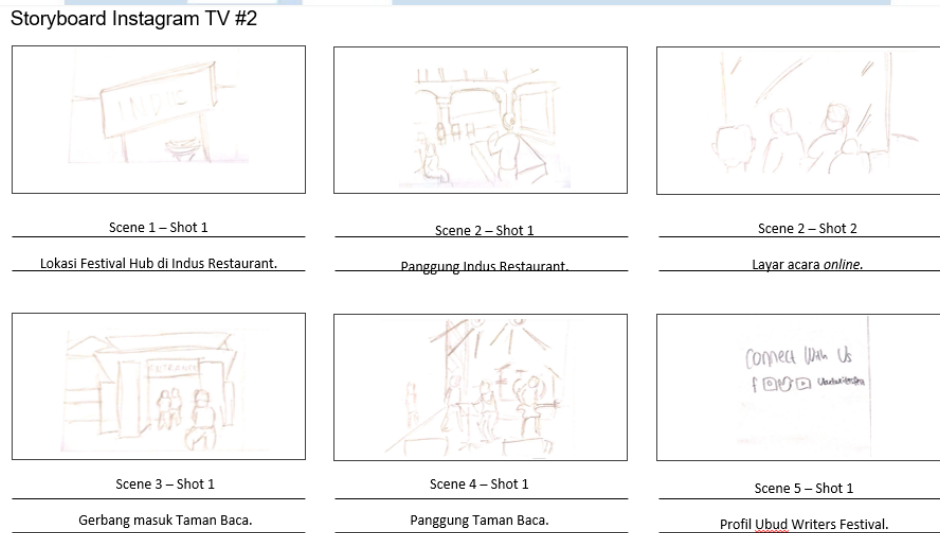 Storyboard Instagram TV #2
Scene 1 – Shot 1
Scene 2 – Shot 1
Scene 2 – Shot 2
Lokasi Festival Hub di Indus Restaurant.
Panggung Indus Restaurant.
Layar acara online.
ENTRANCE
Connect With Us
Scene 3 – Shot 1
Scene 4 – Shot 1
Scene 5 – Shot 1
Gerbang masuk Taman Baca.
Panggung Taman Baca.
Profil Ubud Writers Festival.